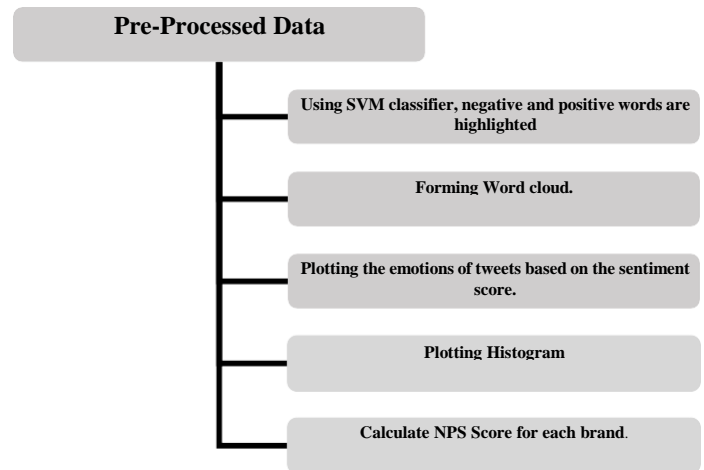 Pre-Processed Data
Using SVM classifier, negative and positive words are
highlighted
Forming Word cloud.
Plotting the emotions of tweets based on the sentiment
score.
Plotting Histogram
Calculate NPS Score for each brand.